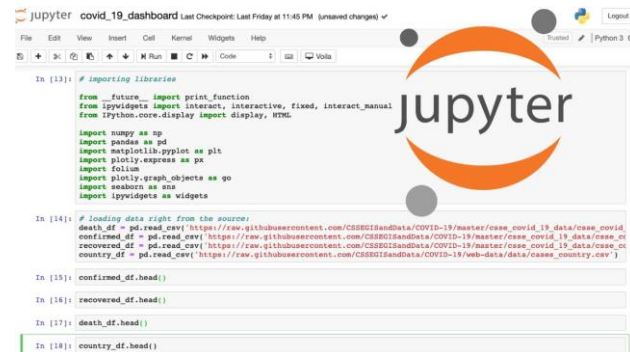 jupyter covid_19_dashboard Last Checkpoint: Last Friday at 11:45 PM (unsaved changes)
Logout
File Edit View Insert Cell Kernel Widgets Help
Trusted
Python 3
Run
Code
Voila
In [13]: # importing libraries
from __future__ import print_function
from ipywidgets import interact, interactive, fixed, interact_manual
from IPython.core.display import display, HTML
import numpy as np
import pandas as pd
import matplotlib.pyplot as plt
import plotly.express as px
import folium
import plotly.graph_objects as go
import seaborn as sns
import ipywidgets as widgets
jupyter
In [14]: # loading data right from the source:
death_df = pd.read_csv('https://raw.githubusercontent.com/CSSEGISandData/COVID-19/master/csse_covid_19_data/csse_covid_
confirmed_df = pd.read_csv('https://raw.githubusercontent.com/CSSEGISandData/COVID-19/master/csse_covid_19_data/csse_co
recovered_df = pd.read_csv('https://raw.githubusercontent.com/CSSEGISandData/COVID-19/master/csse_covid_19_data/csse_co
country_df = pd.read_csv('https://raw.githubusercontent.com/CSSEGISandData/COVID-19/web-data/data/cases_country.csv')
In [15]: confirmed_df.head()
In [16]: recovered_df.head()
In [17]: death_df.head()
In [18]: country_df.head()